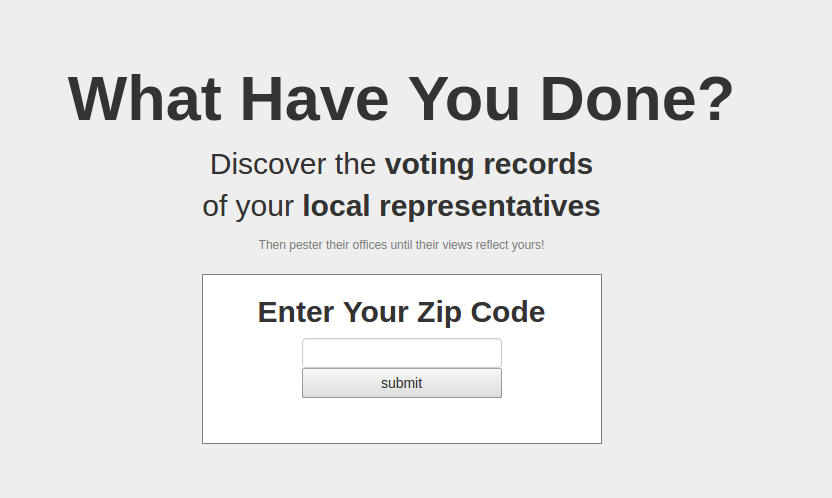 What Have You Done?
Discover the voting records
of your local representatives
Then pester their offices until their views reflect yours!
Enter Your Zip Code
submit